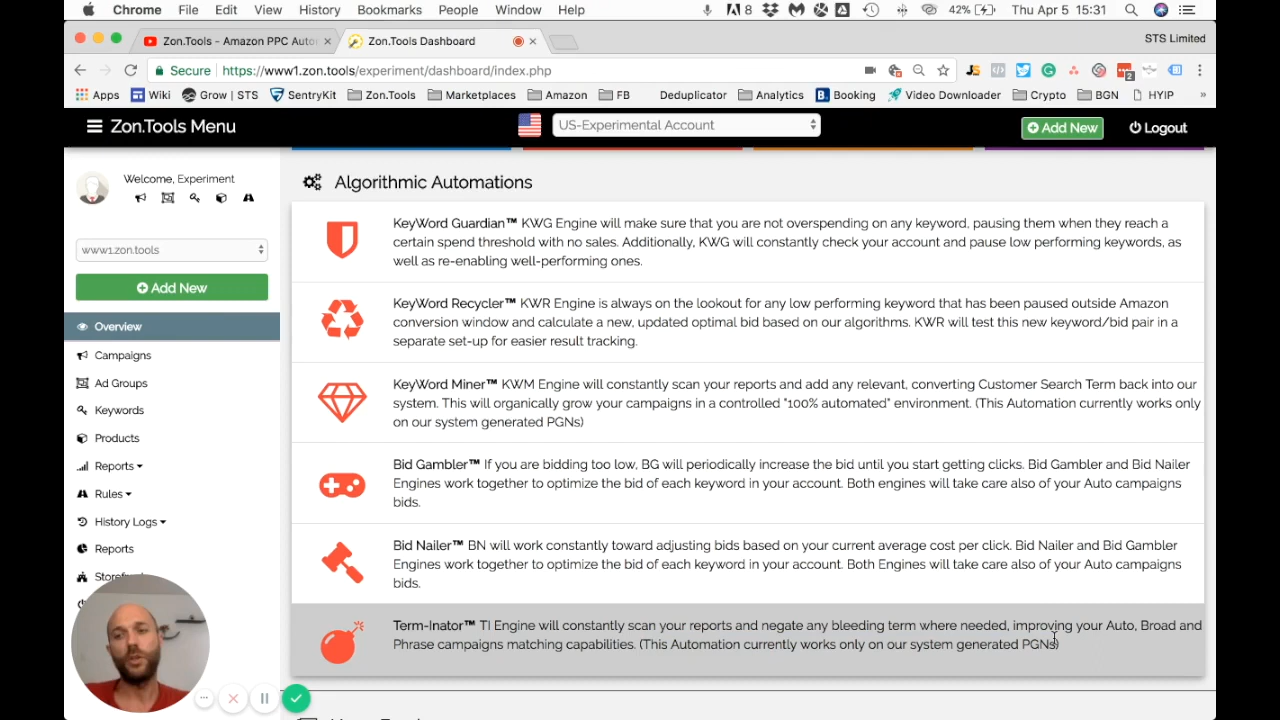 Chrome File Edit View History Bookmarks People Window Help 8 42% Thu Apr 5 15:31
Zon.Tools - Amazon PPC Auto Zon.Tools Dashboard STS Limited
Secure https://www1.zon.tools/experiment/dashboard/index.php
Apps Wiki Grow | STS SentryKit Zon.Tools Marketplaces Amazon FB Deduplicator Analytics Booking Video Downloader Crypto BGN HYIP »
Zon.Tools Menu US-Experimental Account Add New Logout
Welcome, Experiment
www1.zon.tools
Add New
Overview
Campaigns
Ad Groups
Keywords
Products
Reports
Rules
History Logs
Reports
Algorithmic Automations
KeyWord Guardian™ KWG Engine will make sure that you are not overspending on any keyword, pausing them when they reach a
certain spend threshold with no sales. Additionally, KWG will constantly check your account and pause low performing keywords, as
well as re-enabling well-performing ones.
KeyWord Recycler™ KWR Engine is always on the lookout for any low performing keyword that has been paused outside Amazon
conversion window and calculate a new, updated optimal bid based on our algorithms. KWR will test this new keyword/bid pair in a
separate set-up for easier result tracking.
KeyWord Miner™ KWM Engine will constantly scan your reports and add any relevant, converting Customer Search Term back into our
system. This will organically grow your campaigns in a controlled "100% automated" environment. (This Automation currently works only
on our system generated PGNs)
Bid Gambler™ If you are bidding too low, BG will periodically increase the bid until you start getting clicks. Bid Gambler and Bid Nailer
Engines work together to optimize the bid of each keyword in your account. Both engines will take care also of your Auto campaigns
bids.
Bid Nailer™ BN will work constantly toward adjusting bids based on your current average cost per click. Bid Nailer and Bid Gambler
Engines work together to optimize the bid of each keyword in your account. Both Engines will take care also of your Auto campaigns
bids.
Term-Inator™ TI Engine will constantly scan your reports and negate any bleeding term where needed, improving your Auto, Broad and
Phrase campaigns matching capabilities. (This Automation currently works only on our system generated PGNs)